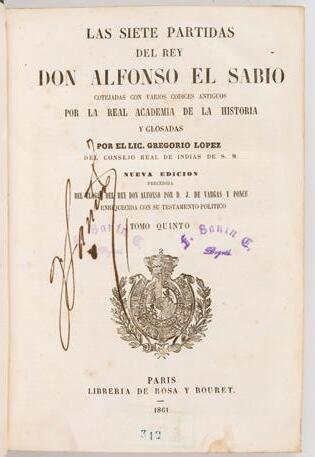 LAS SIETE PARTIDAS
DEL REY
DON ALFONSO EL SABIO
COTEJADAS CON VARIOS CODICES ANTIGUOS
POR LA REAL ACADEMIA DE LA HISTORIA
Y GLOSADAS
POR EL LIC. GREGORIO LOPEZ
DEL CONSEJO REAL DE INDIAS DE S. M.
NUEVA EDICION
PRECEDIDA
DEL ELOGIO DEL REY DON ALFONSO POR D. J. DE VARGAS Y PONCE
ENRIQUECIDA CON SU TESTAMENTO POLITICO
TOMO QUINTO
Santa
Santa
PARIS
LIBRERIA DE ROSA Y BOURET.
1861
312